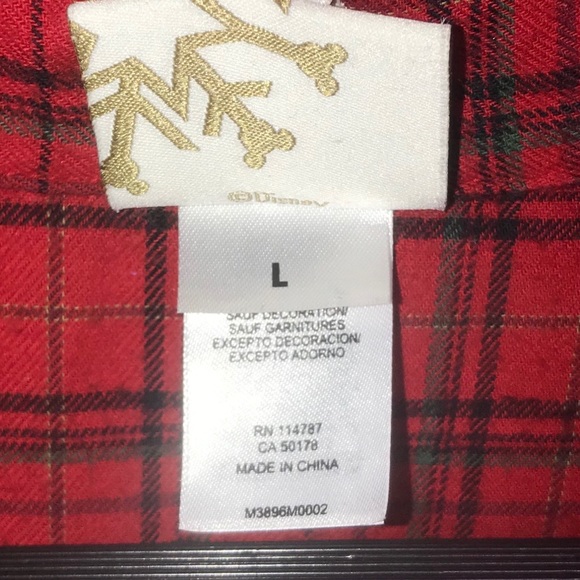 ©Disney
L
SAUF DECORATION/
SAUF GARNITURES
EXCEPTO DECORACION/
EXCEPTO ADORNO
RN 114787
CA 50178
MADE IN CHINA
M3896M0002